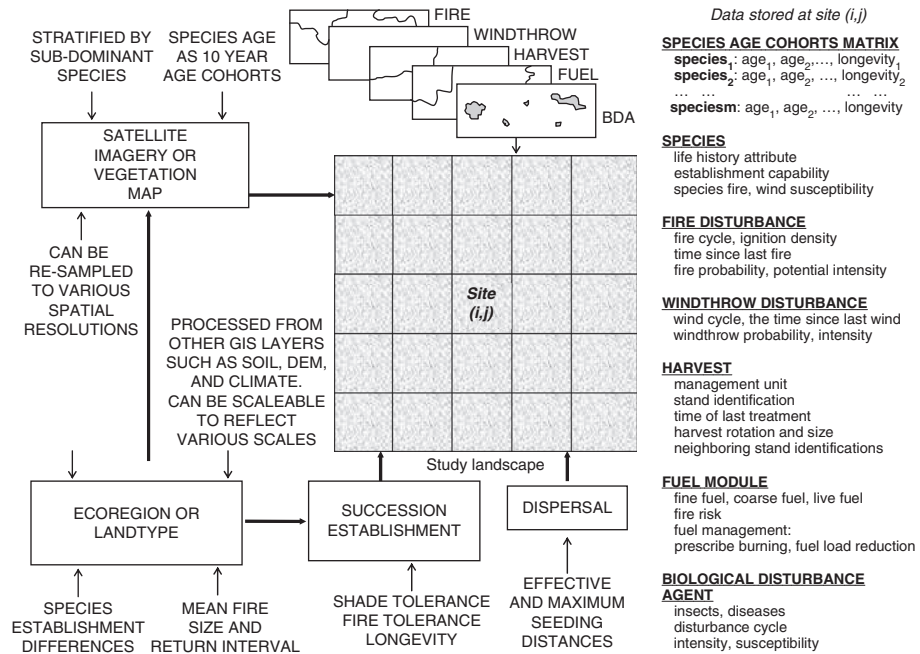 STRATIFIED BY
SUB-DOMINANT
SPECIES
SPECIES AGE
AS 10 YEAR
AGE COHORTS
FIRE
WINDTHROW
HARVEST
FUEL
BDA
SATELLITE
IMAGERY OR
VEGETATION
MAP
CAN BE
RE-SAMPLED
TO VARIOUS
SPATIAL
RESOLUTIONS
PROCESSED FROM
OTHER GIS LAYERS
SUCH AS SOIL, DEM,
AND CLIMATE.
CAN BE SCALEABLE
TO REFLECT
VARIOUS SCALES
Site
(i,j)
Study landscape
ECOREGION OR
LANDTYPE
SUCCESSION
ESTABLISHMENT
DISPERSAL
SPECIES
ESTABLISHMENT
DIFFERENCES
MEAN FIRE
SIZE AND
RETURN INTERVAL
SHADE TOLERANCE
FIRE TOLERANCE
LONGEVITY
EFFECTIVE
AND MAXIMUM
SEEDING
DISTANCES
Data stored at site (i,j)
SPECIES AGE COHORTS MATRIX
species1: age1, age2,..., longevity1
species2: age1, age2, ..., longevity2
... ... ... ...
speciesm: age1, age2, ..., longevity
SPECIES
life history attribute
establishment capability
species fire, wind susceptibility
FIRE DISTURBANCE
fire cycle, ignition density
time since last fire
fire probability, potential intensity
WINDTHROW DISTURBANCE
wind cycle, the time since last wind
windthrow probability, intensity
HARVEST
management unit
stand identification
time of last treatment
harvest rotation and size
neighboring stand identifications
FUEL MODULE
fine fuel, coarse fuel, live fuel
fire risk
fuel management:
prescribe burning, fuel load reduction
BIOLOGICAL DISTURBANCE
AGENT
insects, diseases
disturbance cycle
intensity, susceptibility